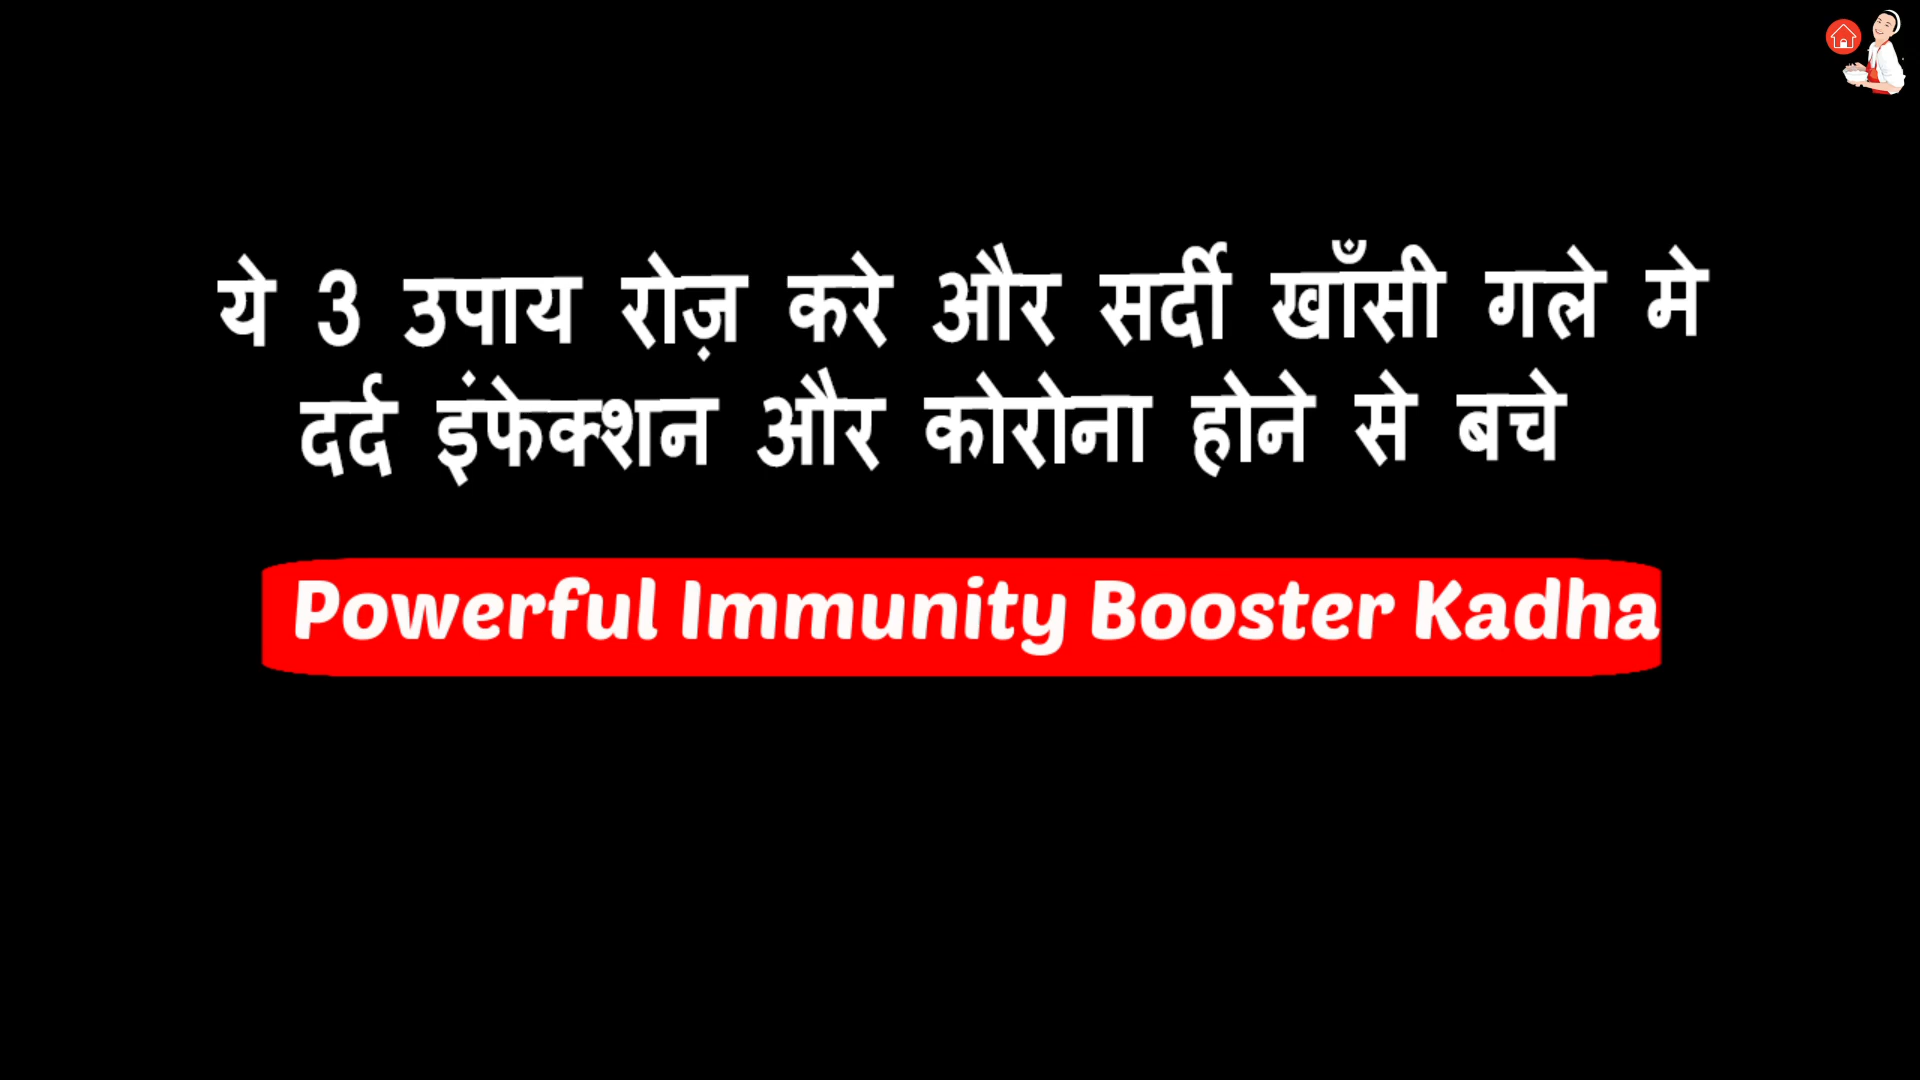 ये 3 उपाय रोज़ करे और सर्दी खाँसी गले मे
दर्द इंफेक्शन और कोरोना होने से बचे
Powerful Immunity Booster Kadha